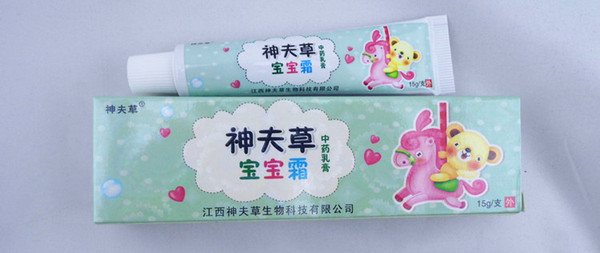 神夫草
宝宝霜
中药乳膏
15g/支 外
江西神夫草生物科技有限公司
神夫草®
神夫草
宝宝霜
中药乳膏
15g/支 外
江西神夫草生物科技有限公司